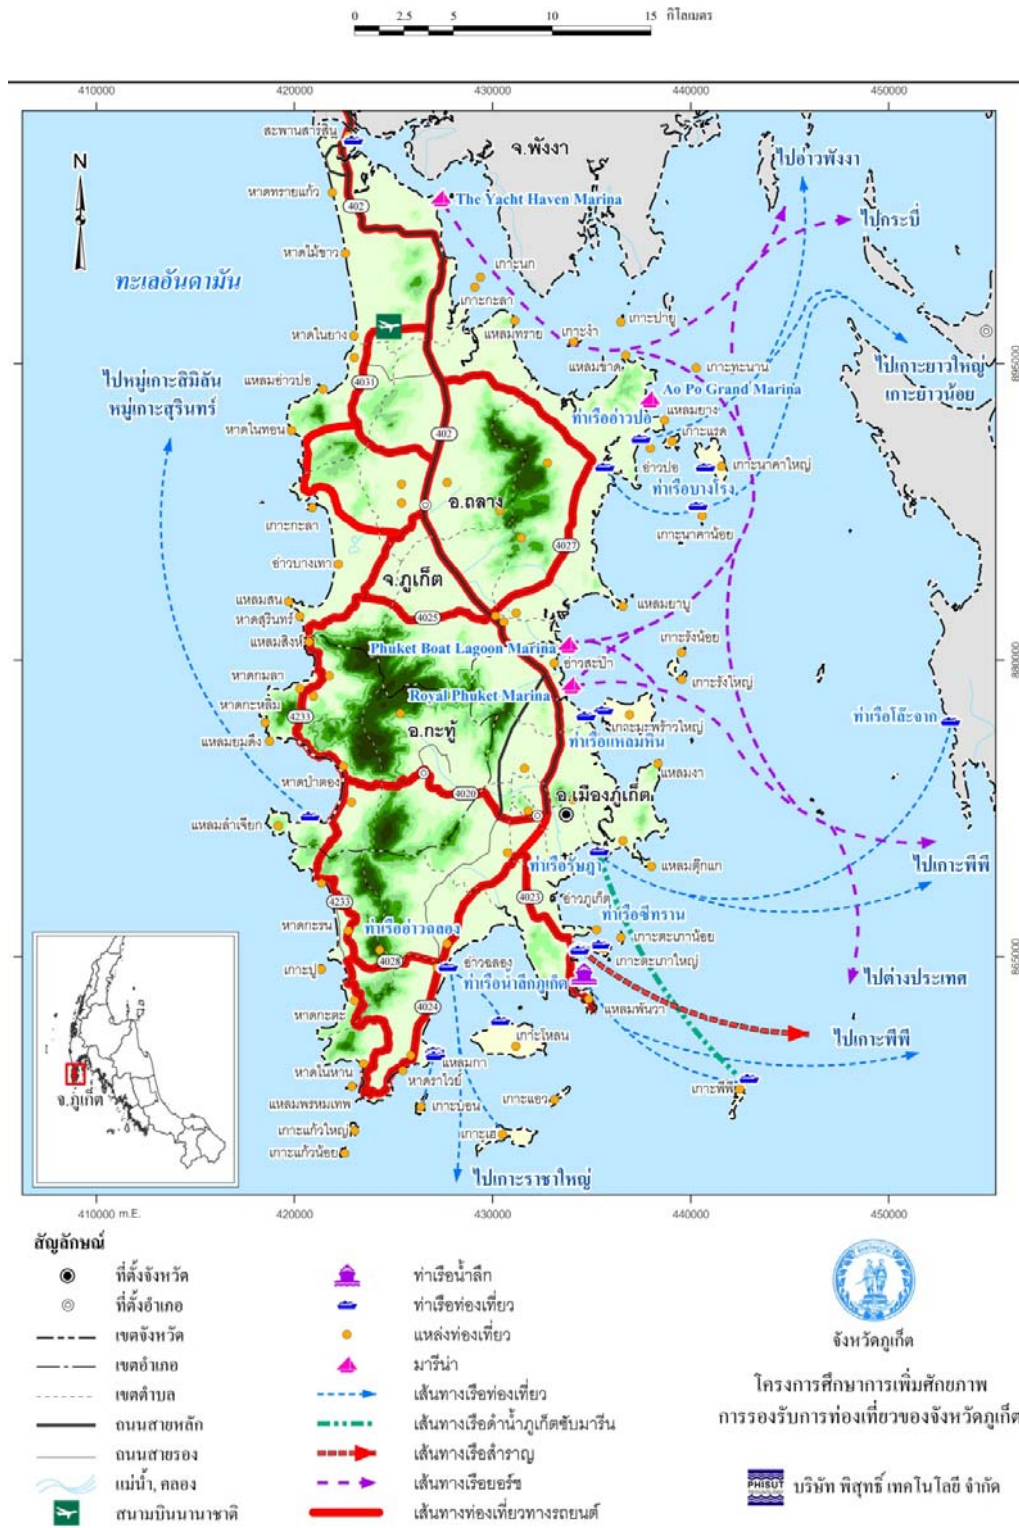 0 2.5 5 10 15 กิโลเมตร
410000 420000 430000 440000 450000
สะพานสารสิน
จ.พังงา
ไปอ่าวพังงา
N
หาดทรายแก้ว
402
The Yacht Haven Marina
ไปกระบี่
หาดไม้ขาว
เกาะนก
ทะเลอันดามัน
เกาะกะลา
แหลมทราย
เกาะงำ
เกาะปายู
หาดในยาง
895000
895000
แหลมขาด
เกาะทะนาน
ไปเกาะยาวใหญ่
เกาะยาวน้อย
ไปหมู่เกาะสิมิลัน
หมู่เกาะสุรินทร์
แหลมอ่าวปอ
4031
Ao Po Grand Marina
แหลมยาง
ท่าเรืออ่าวปอ
เกาะแรด
หาดในทอน
402
อ่าวปอ
เกาะนาคาใหญ่
ท่าเรือบางโรง
อ.ถลาง
เกาะกะลา
เกาะนาคาน้อย
4027
อ่าวบางเทา
จ.ภูเก็ต
แหลมสน
แหลมยาบู
หาดสุรินทร์
4025
แหลมสิงห์
Phuket Boat Lagoon Marina
เกาะรังน้อย
อ่าวสะปำ
880000
880000
หาดกมลา
Royal Phuket Marina
เกาะรังใหญ่
หาดกะหลิม
4233
เกาะมะพร้าวใหญ่
ท่าเรือโล๊ะจาก
อ.กะทู้
ท่าเรือแหลมหิน
แหลมยมดึง
แหลมงา
หาดป่าตอง
4020
อ.เมืองภูเก็ต
แหลมลำเจียก
ท่าเรือรัษฎา
แหลมตุ๊กแก
ไปเกาะพีพี
4233
4023
อ่าวภูเก็ต
หาดกะรน
ท่าเรืออ่าวฉลอง
ท่าเรือซีทราน
เกาะตะเภาน้อย
เกาะปู
4028
อ่าวฉลอง
เกาะตะเภาใหญ่
865000
865000
ท่าเรือน้ำลึกภูเก็ต
ไปต่างประเทศ
หาดกะตะ
4024
แหลมพันวา
ไปเกาะพีพี
เกาะโหลน
หาดในหาน
แหลมกา
หาดราไวย์
เกาะพีพี
แหลมพรหมเทพ
เกาะบอน
เกาะแอว
เกาะแก้วใหญ่
เกาะเฮ
เกาะแก้วน้อย
จ.ภูเก็ต
ไปเกาะราชาใหญ่
410000 m.E. 420000 430000 440000 450000
สัญลักษณ์
ที่ตั้งจังหวัด
ที่ตั้งอำเภอ
เขตจังหวัด
เขตอำเภอ
เขตตำบล
ถนนสายหลัก
ถนนสายรอง
แม่น้ำ, คลอง
สนามบินนานาชาติ
ท่าเรือน้ำลึก
ท่าเรือท่องเที่ยว
แหล่งท่องเที่ยว
มารีน่า
เส้นทางเรือท่องเที่ยว
เส้นทางเรือดำน้ำภูเก็ตซับมารีน
เส้นทางเรือสำราญ
เส้นทางเรือยอร์ช
เส้นทางท่องเที่ยวทางรถยนต์
จังหวัดภูเก็ต
โครงการศึกษาการเพิ่มศักยภาพ
การรองรับการท่องเที่ยวของจังหวัดภูเก็ต
PHISUT
บริษัท พิสุทธิ์ เทคโนโลยี จำกัด